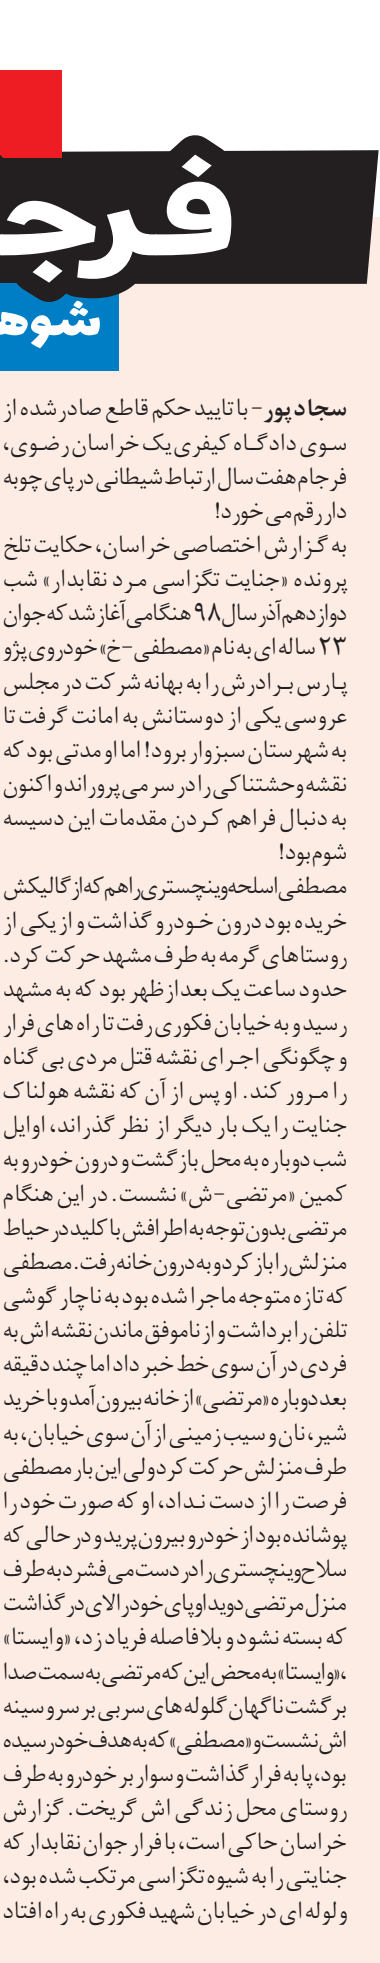 فرجـ
شوهـ
سجادپور- با تایید حکم قاطع صادر شده از
سوی دادگاه کیفری یک خراسان رضوی،
فرجام هفت سال ارتباط شیطانی در پای چوبه
دار رقم می خورد!
به گزارش اختصاصی خراسان، حکایت تلخ
پرونده «جنایت تگزاسی مرد نقابدار» شب
دوازدهم آذر سال ۹۸ هنگامی آغاز شد که جوان
۲۳ ساله ای به نام «مصطفی-خ» خودروی پژو
پارس برادرش را به بهانه شرکت در مجلس
عروسی یکی از دوستانش به امانت گرفت تا
به شهرستان سبزوار برود! اما او مدتی بود که
نقشه وحشتناکی را در سر می پروراند و اکنون
به دنبال فراهم کردن مقدمات این دسیسه
شوم بود!
مصطفی اسلحه وینچستری را هم که از گالیکش
خریده بود درون خودرو گذاشت و از یکی از
روستاهای گرمه به طرف مشهد حرکت کرد.
حدود ساعت یک بعدازظهر بود که به مشهد
رسید و به خیابان فکوری رفت تا راه های فرار
و چگونگی اجرای نقشه قتل مردی بی گناه
را مرور کند. او پس از آن که نقشه هولناک
جنایت را یک بار دیگر از نظر گذراند، اوایل
شب دوباره به محل بازگشت و درون خودرو به
کمین «مرتضی-ش» نشست. در این هنگام
مرتضی بدون توجه به اطرافش با کلید در حیاط
منزلش را باز کرد و به درون خانه رفت. مصطفی
که تازه متوجه ماجرا شده بود به ناچار گوشی
تلفن را برداشت و از ناموفق ماندن نقشه اش به
فردی در آن سوی خط خبر داد اما چند دقیقه
بعد دوباره «مرتضی» از خانه بیرون آمد و با خرید
شیر، نان و سیب زمینی از آن سوی خیابان، به
طرف منزلش حرکت کرد ولی این بار مصطفی
فرصت را از دست نداد، او که صورت خود را
پوشانده بود از خودرو بیرون پرید و در حالی که
سلاح وینچستری را در دست می فشرد به طرف
منزل مرتضی دوید او پای خود را لای در گذاشت
که بسته نشود و بلافاصله فریاد زد، «وایستا»
،«وایستا» به محض این که مرتضی به سمت صدا
برگشت ناگهان گلوله های سربی بر سر و سینه
اش نشست و «مصطفی» که به هدف خود رسیده
بود، پا به فرار گذاشت و سوار بر خودرو به طرف
روستای محل زندگی اش گریخت. گزارش
خراسان حاکی است، با فرار جوان نقابدار که
جنایتی را به شیوه تگزاسی مرتکب شده بود،
ولوله ای در خیابان شهید فکوری به راه افتاد